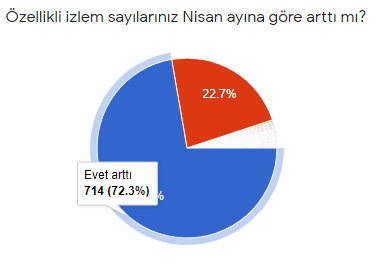 Özellikli izlem sayılarınız Nisan ayına göre arttı mı?
22.7%
Evet arttı
714 (72.3%)
%